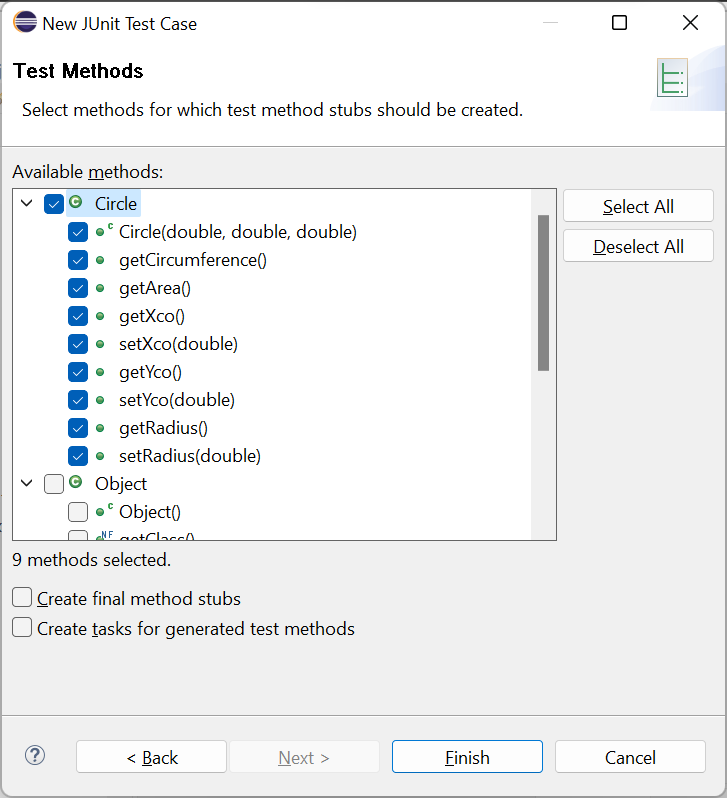 New JUnit Test Case
Test Methods
Select methods for which test method stubs should be created.
Available methods:
Circle
Select All
Circle(double, double, double)
Deselect All
getCircumference()
getArea()
getXco()
setXco(double)
getYco()
setYco(double)
getRadius()
setRadius(double)
Object
Object()
getClass()
9 methods selected.
Create final method stubs
Create tasks for generated test methods
< Back
Next >
Finish
Cancel